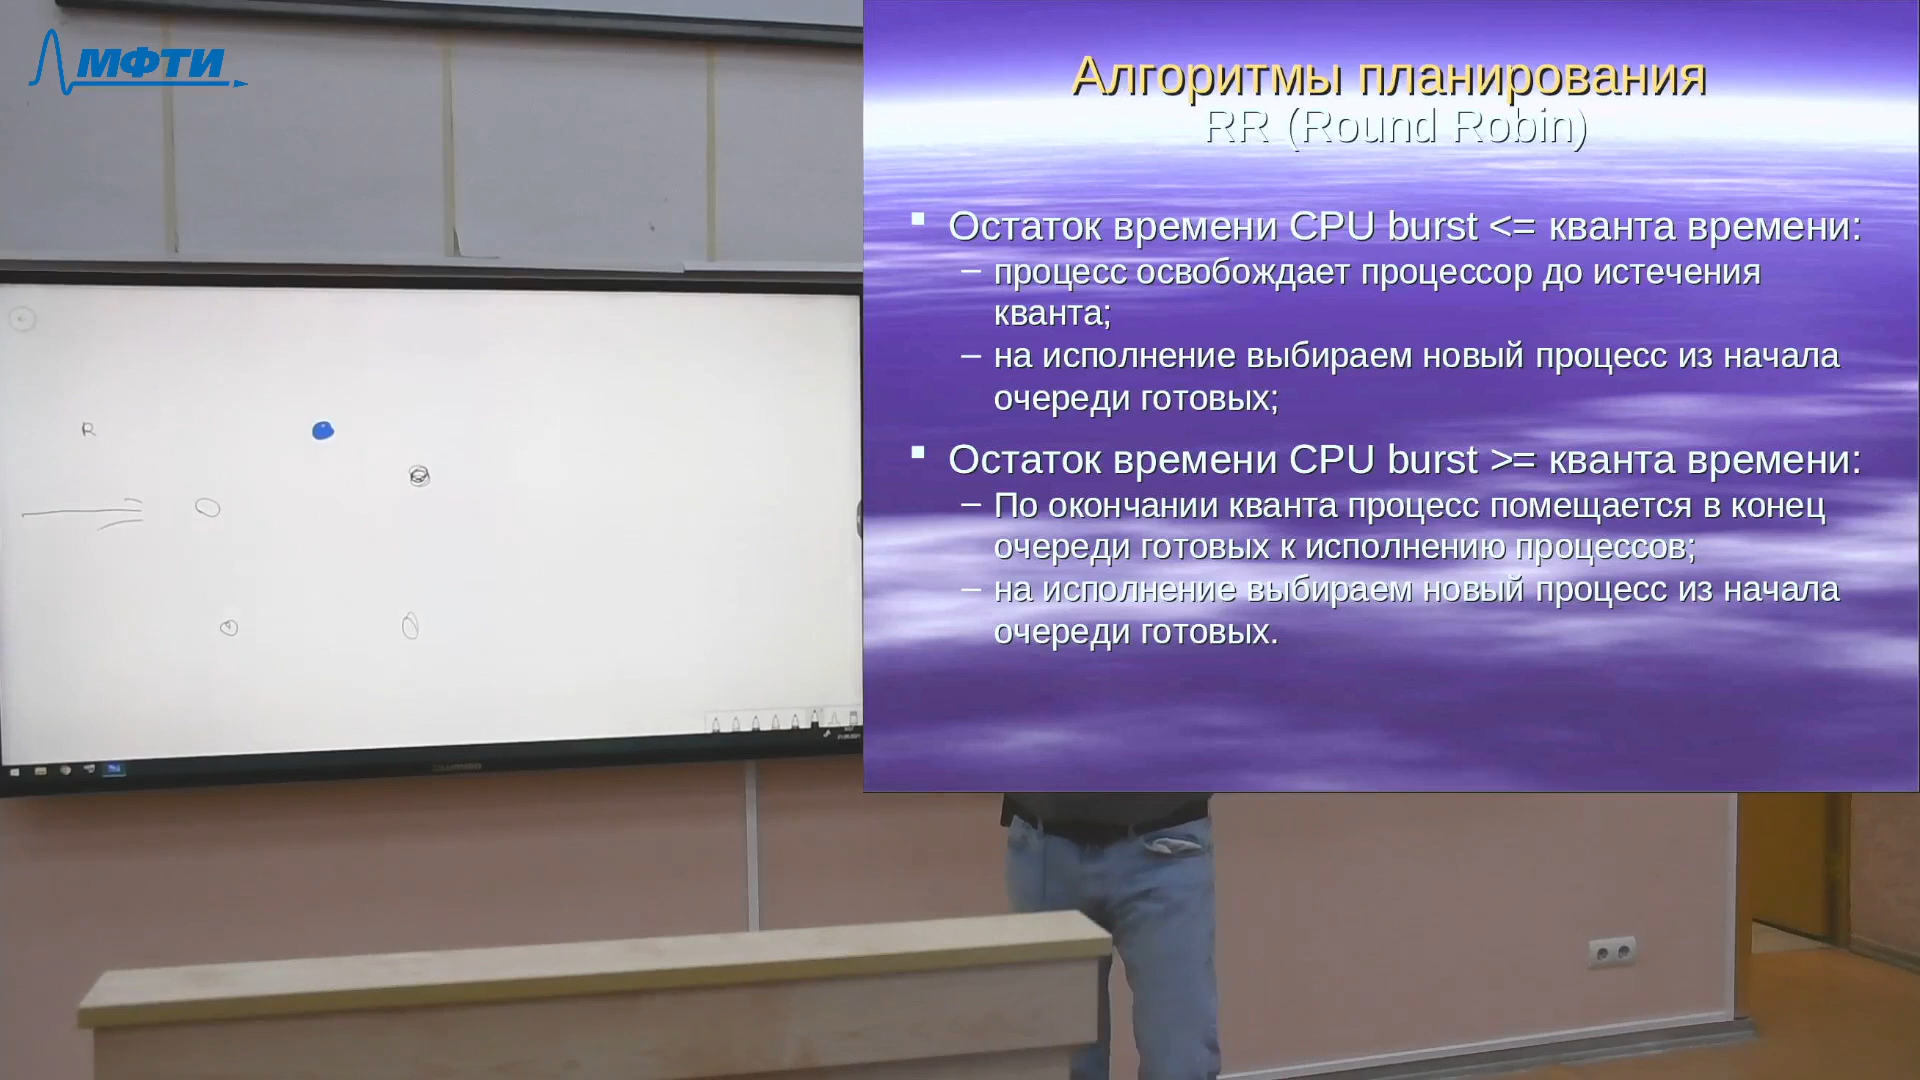 МФТИ
R
Алгоритмы планирования
RR (Round Robin)
Остаток времени CPU burst <= кванта времени:
– процесс освобождает процессор до истечения
кванта;
– на исполнение выбираем новый процесс из начала
очереди готовых;
Остаток времени CPU burst >= кванта времени:
– По окончании кванта процесс помещается в конец
очереди готовых к исполнению процессов;
– на исполнение выбираем новый процесс из начала
очереди готовых.